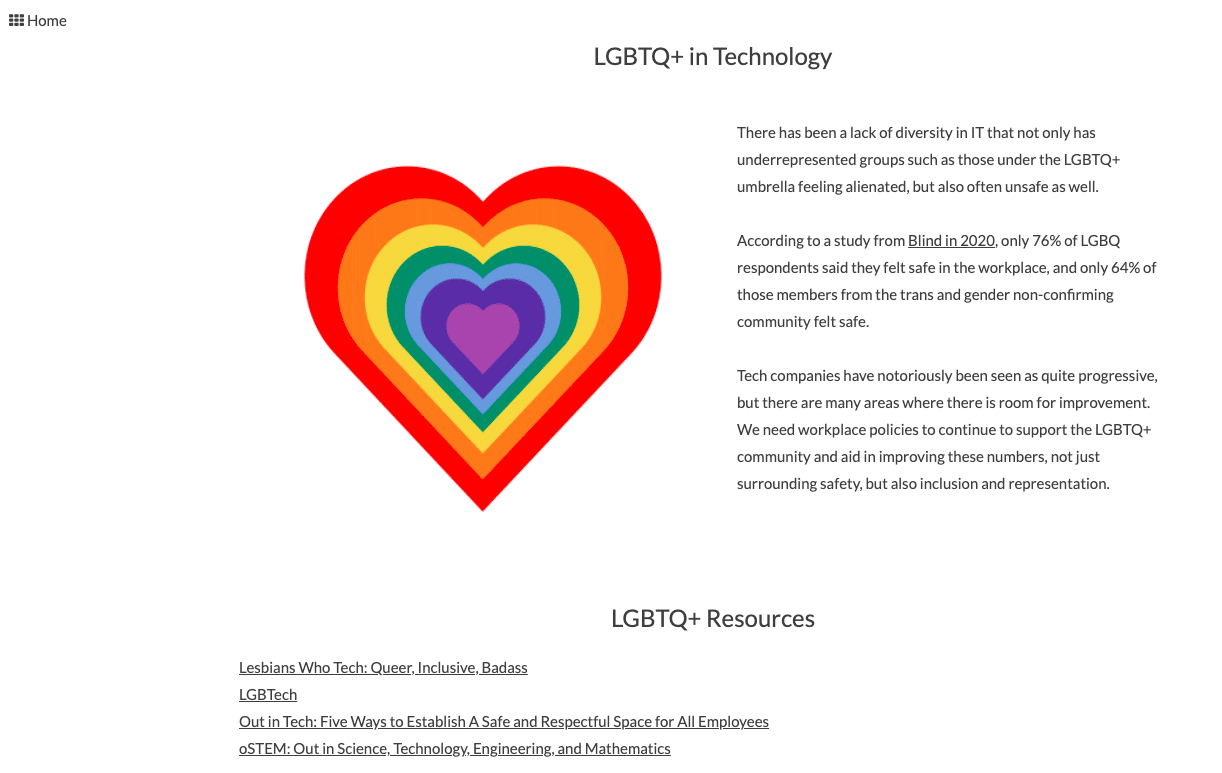 Home
LGBTQ+ in Technology
There has been a lack of diversity in IT that not only has
underrepresented groups such as those under the LGBTQ+
umbrella feeling alienated, but also often unsafe as well.
According to a study from Blind in 2020, only 76% of LGBQ
respondents said they felt safe in the workplace, and only 64% of
those members from the trans and gender non-confirming
community felt safe.
Tech companies have notoriously been seen as quite progressive,
but there are many areas where there is room for improvement.
We need workplace policies to continue to support the LGBTQ+
community and aid in improving these numbers, not just
surrounding safety, but also inclusion and representation.
LGBTQ+ Resources
Lesbians Who Tech: Queer, Inclusive, Badass
LGBTech
Out in Tech: Five Ways to Establish A Safe and Respectful Space for All Employees
oSTEM: Out in Science, Technology, Engineering, and Mathematics